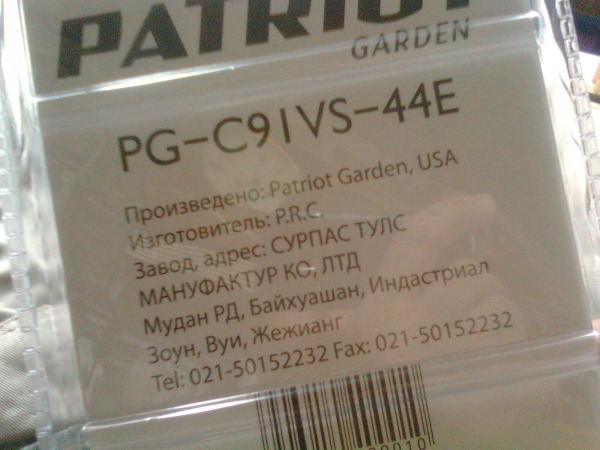 PATRIOT
GARDEN
PG-C91VS-44E
Произведено: Patriot Garden, USA
Изготовитель: P.R.C.
Завод, адрес: СУРПАС ТУЛС
МАНУФАКТУР КО, ЛТД
Мудан РД, Байхуашан, Индастриал
Зоун, Вуи, Жежианг
Tel: 021-50152232 Fax: 021-50152232